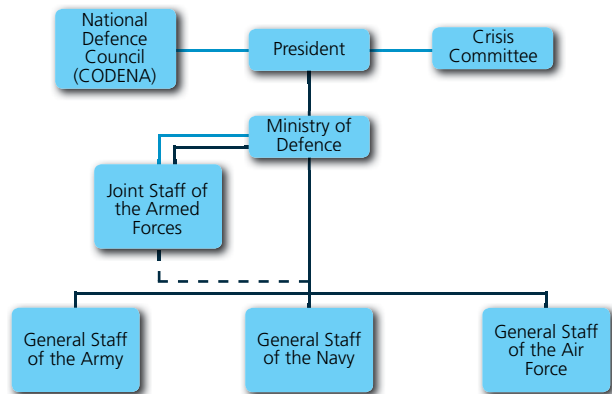 National
Defence
Council
(CODENA)
President
Crisis
Committee
Ministry of
Defence
Joint Staff of
the Armed
Forces
General Staff
of the Army
General Staff
of the Navy
General Staff
of the Air
Force